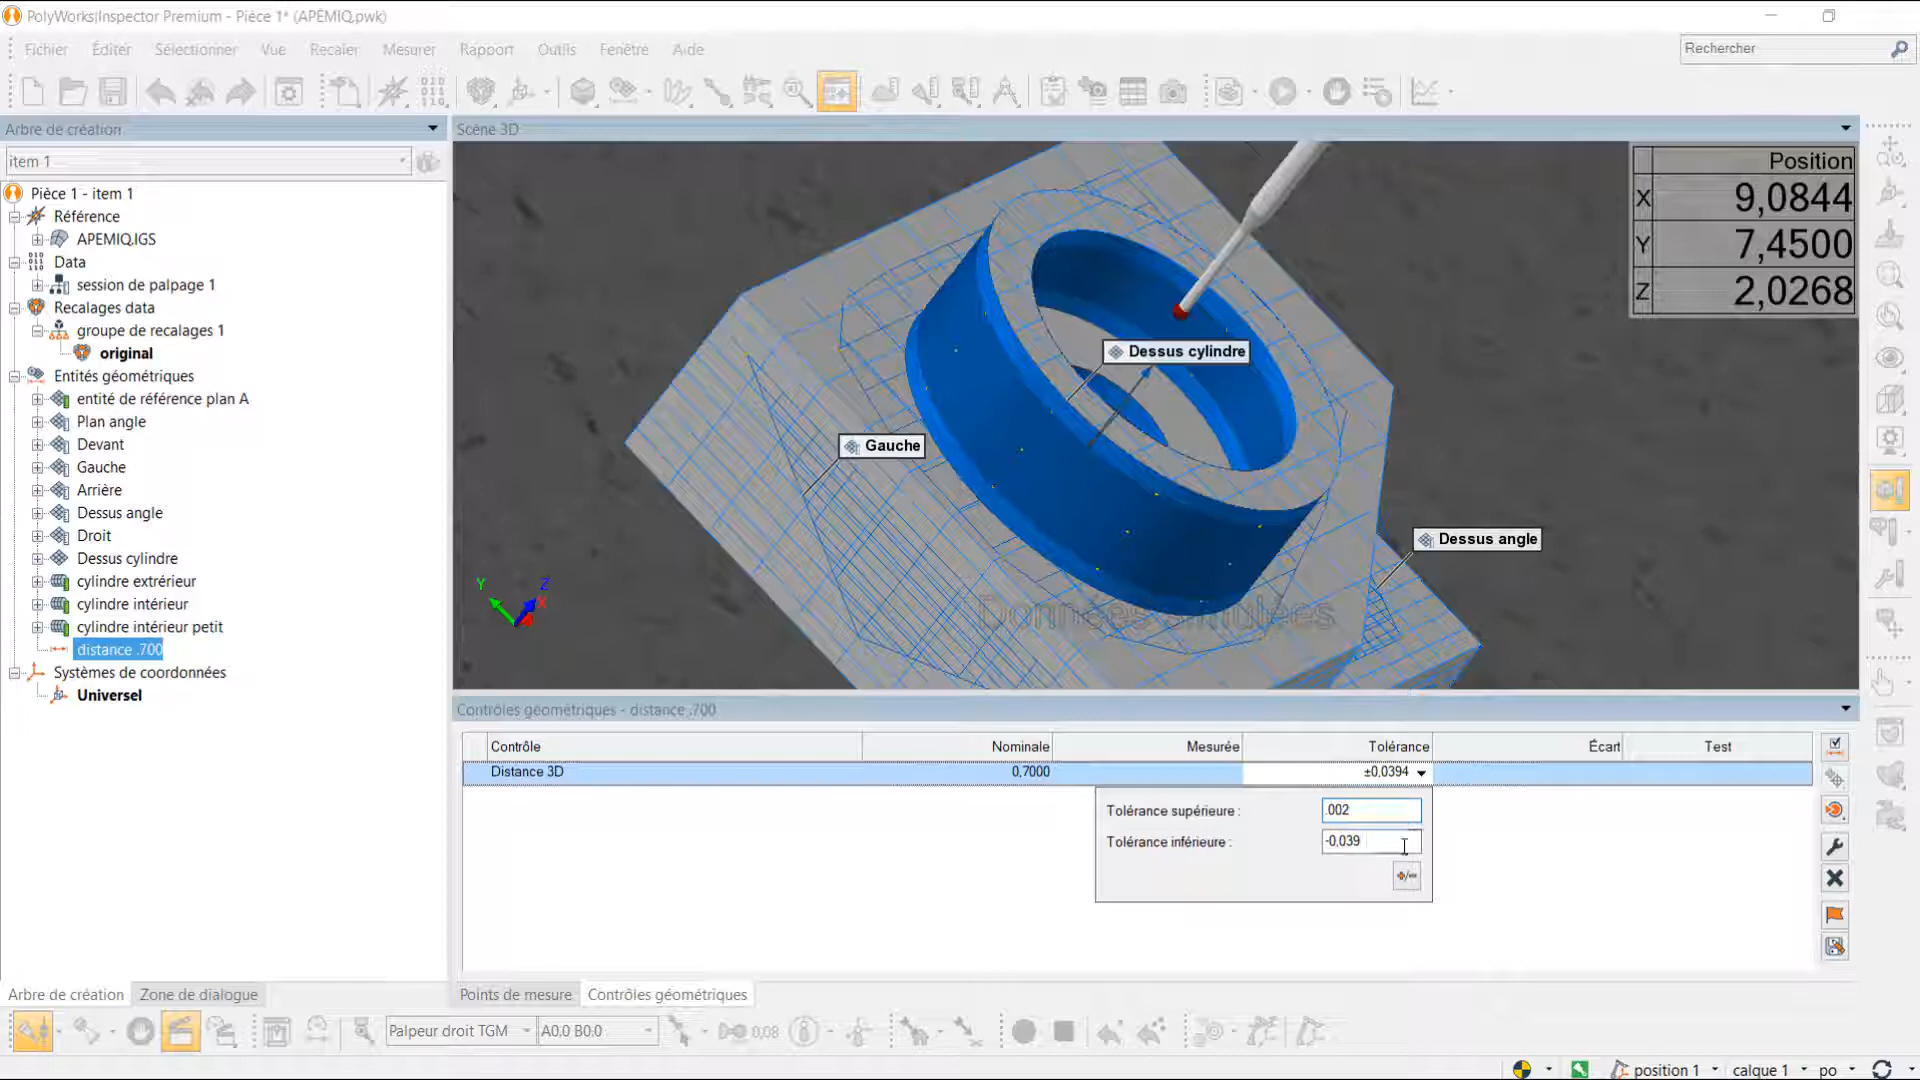 PolyWorks|Inspector Premium - Pièce 1* (APÉMIQ.pwk)
Fichier Éditer Sélectionner Vue Recaler Mesurer Rapport Outils Fenêtre Aide
Rechercher
Arbre de création
item 1
Pièce 1 - item 1
Référence
APEMIQ.IGS
Data
session de palpage 1
Recalages data
groupe de recalages 1
original
Entités géométriques
entité de référence plan A
Plan angle
Devant
Gauche
Arrière
Dessus angle
Droit
Dessus cylindre
cylindre extrérieur
cylindre intérieur
cylindre intérieur petit
distance .700
Systèmes de coordonnées
Universel
Scène 3D
Position
X 9,0844
Y 7,4500
Z 2,0268
Dessus cylindre
Gauche
Dessus angle
Données simulées
Y Z X
Contrôles géométriques - distance .700
Contrôle Nominale Mesurée Tolérance Écart Test
Distance 3D 0,7000 ±0,0394
Tolérance supérieure : .002
Tolérance inférieure : -0,039
+/-
Arbre de création Zone de dialogue Points de mesure Contrôles géométriques
Palpeur droit TGM A0.0 B0.0 0,08
position 1 calque 1 po